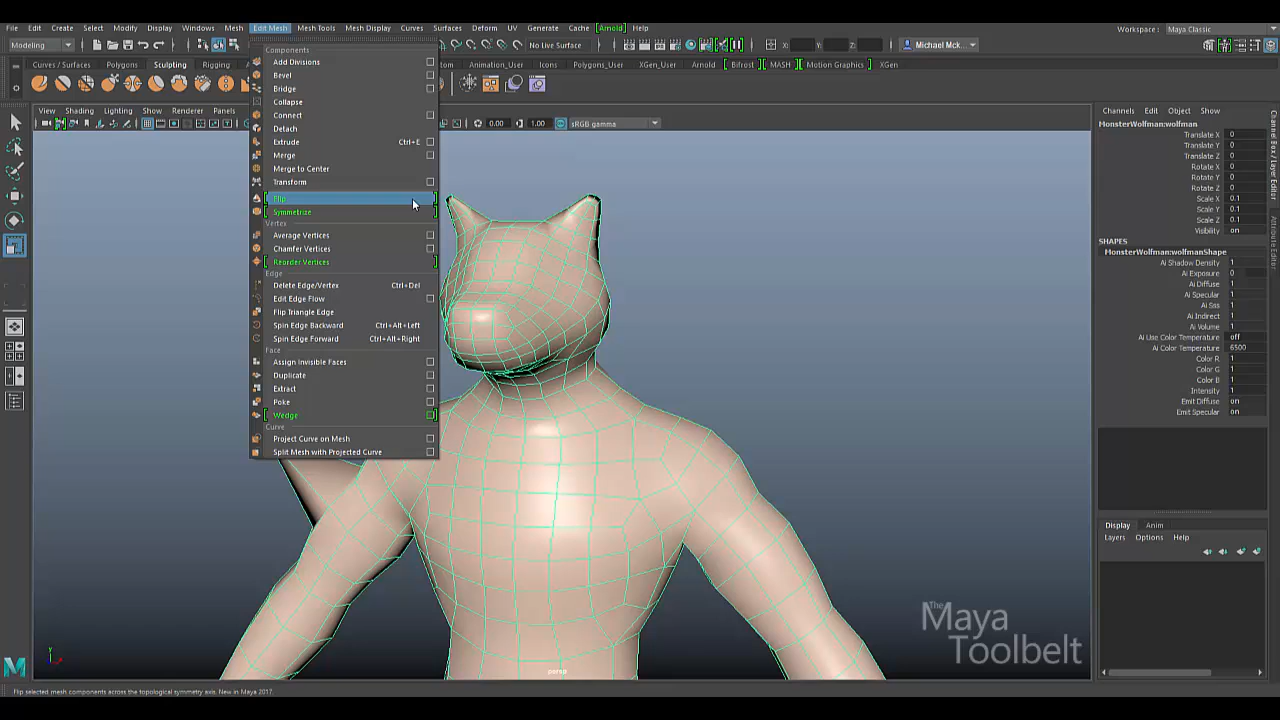 File Edit Create Select Modify Display Windows Mesh Edit Mesh Mesh Tools Mesh Display Curves Surfaces Deform UV Generate Cache Arnold Help
Workspace : Maya Classic
Modeling
No Live Surface
X: Y: Z:
Michael Mck...
Curves / Surfaces Polygons Sculpting Rigging
Animation_User Icons Polygons_User XGen_User Arnold Bifrost MASH Motion Graphics XGen
View Shading Lighting Show Renderer Panels
0.00 1.00 sRGB gamma
Components
Add Divisions
Bevel
Bridge
Collapse
Connect
Detach
Extrude Ctrl+E
Merge
Merge to Center
Transform
Flip
Symmetrize
Vertex
Average Vertices
Chamfer Vertices
Reorder Vertices
Edge
Delete Edge/Vertex Ctrl+Del
Edit Edge Flow
Flip Triangle Edge
Spin Edge Backward Ctrl+Alt+Left
Spin Edge Forward Ctrl+Alt+Right
Face
Assign Invisible Faces
Duplicate
Extract
Poke
Wedge
Curve
Project Curve on Mesh
Split Mesh with Projected Curve
Channels Edit Object Show
MonsterWolfman:wolfman
Translate X 0
Translate Y 0
Translate Z 0
Rotate X 0
Rotate Y 0
Rotate Z 0
Scale X 0.1
Scale Y 0.1
Scale Z 0.1
Visibility on
SHAPES
MonsterWolfman:wolfmanShape
Ai Shadow Density 1
Ai Exposure 0
Ai Diffuse 1
Ai Specular 1
Ai Sss 1
Ai Indirect 1
Ai Volume 1
Ai Use Color Temperature off
Ai Color Temperature 6500
Color R 1
Color G 1
Color B 1
Intensity 1
Emit Diffuse on
Emit Specular on
Channel Box / Layer Editor
Attribute Editor
Display Anim
Layers Options Help
The Maya
Toolbelt
persp
y
Flip selected mesh components across the topological symmetry axis. New in Maya 2017.